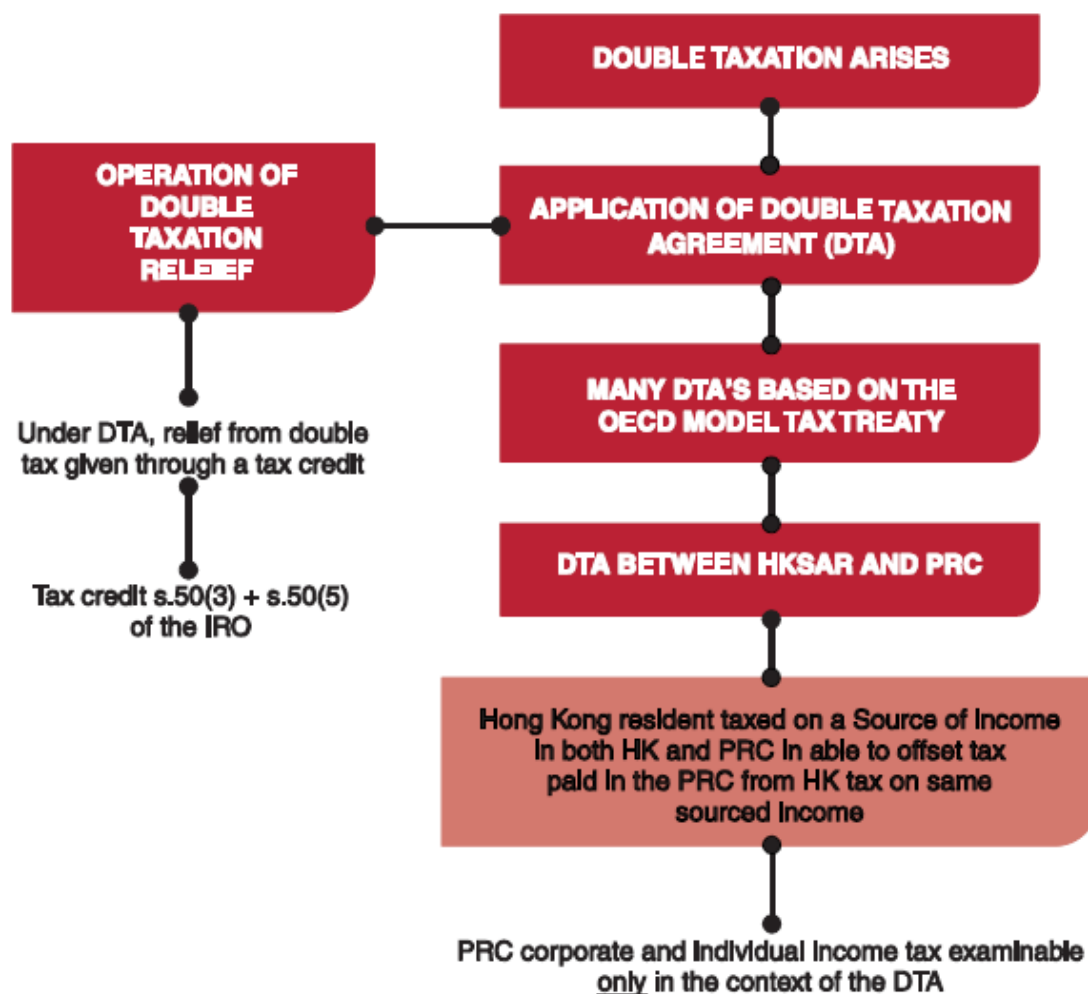 DOUBLE TAXATION ARISES
OPERATION OF
DOUBLE
TAXATION
RELEIEF
APPLICATION OF DOUBLE TAXATION
AGREEMENT (DTA)
MANY DTA'S BASED ON THE
OECD MODEL TAX TREATY
Under DTA, relief from double
tax given through a tax credit
DTA BETWEEN HKSAR AND PRC
Tax credit s.50(3) + s.50(5)
of the IRO
Hong Kong resident taxed on a Source of Income
in both HK and PRC in able to offset tax
paid in the PRC from HK tax on same
sourced income
PRC corporate and individual income tax examinable
only in the context of the DTA